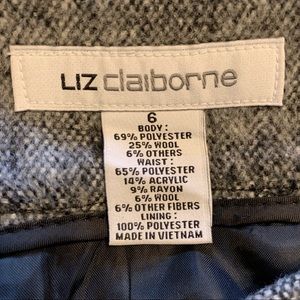 LIZ claiborne
6
BODY:
69% POLYESTER
25% WOOL
6% OTHERS
WAIST:
65% POLYESTER
14% ACRYLIC
9% RAYON
6% WOOL
6% OTHER FIBERS
LINING:
100% POLYESTER
MADE IN VIETNAM